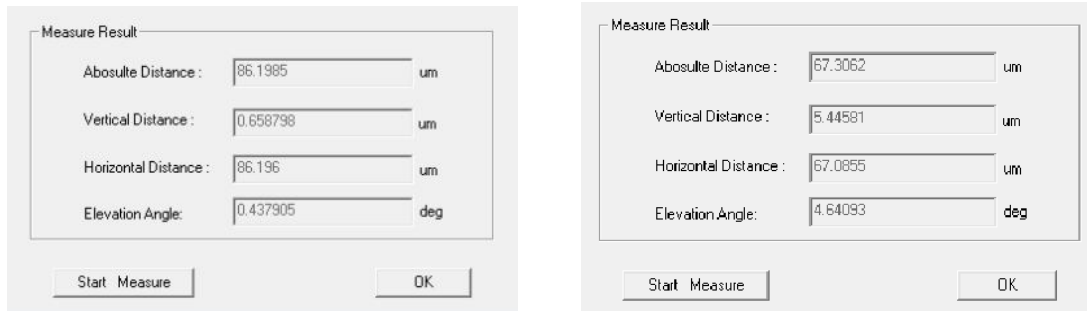 Measure Result
Abosulte Distance : 86.1985 um
Vertical Distance : 0.658798 um
Horizontal Distance : 86.196 um
Elevation Angle: 0.437905 deg
Start Measure OK
Measure Result
Abosulte Distance : 67.3062 um
Vertical Distance : 5.44581 um
Horizontal Distance : 67.0855 um
Elevation Angle: 4.64093 deg
Start Measure OK